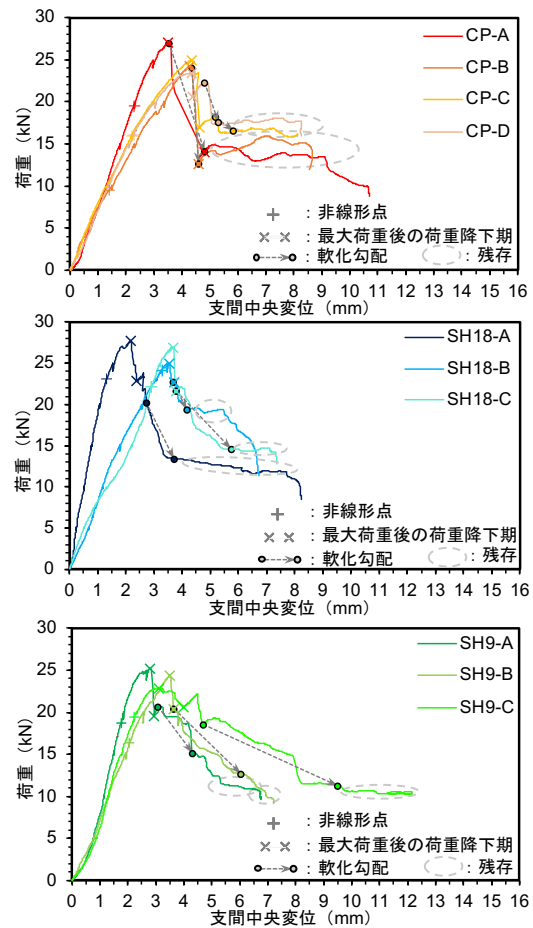 30
25
20
15
10
5
0
荷重 (kN)
CP-A
CP-B
CP-C
CP-D
：非線形点
：最大荷重後の荷重降下期
：軟化勾配
：残存
0 1 2 3 4 5 6 7 8 9 10 11 12 13 14 15 16
支間中央変位 (mm)
30
25
20
15
10
5
0
荷重 (kN)
SH18-A
SH18-B
SH18-C
：非線形点
：最大荷重後の荷重降下期
：軟化勾配
：残存
0 1 2 3 4 5 6 7 8 9 10 11 12 13 14 15 16
支間中央変位 (mm)
30
25
20
15
10
5
0
荷重 (kN)
SH9-A
SH9-B
SH9-C
：非線形点
：最大荷重後の荷重降下期
：軟化勾配
：残存
0 1 2 3 4 5 6 7 8 9 10 11 12 13 14 15 16
支間中央変位 (mm)